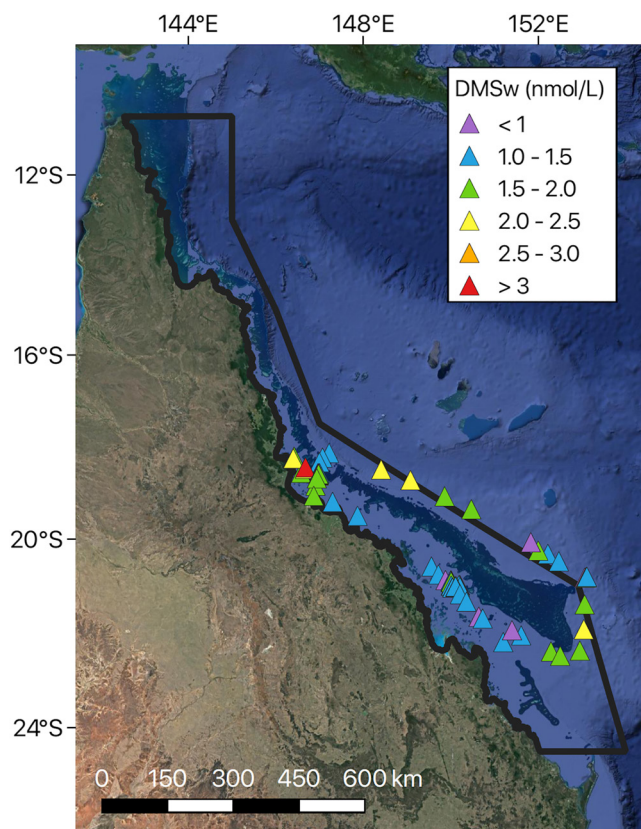 144°E 148°E 152°E
DMSw (nmol/L)
< 1
1.0 - 1.5
1.5 - 2.0
2.0 - 2.5
2.5 - 3.0
> 3
12°S
16°S
20°S
24°S
0 150 300 450 600 km